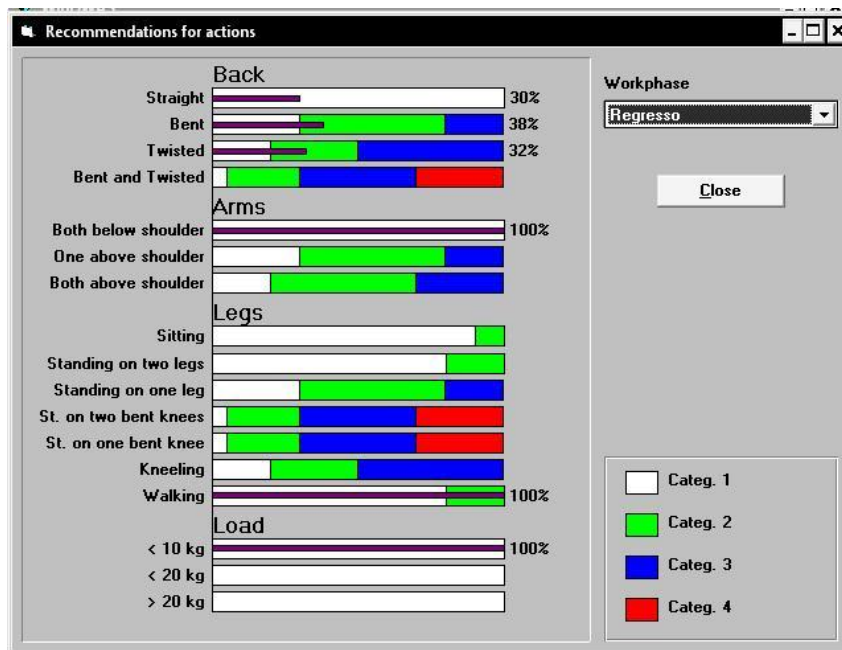 Recommendations for actions
Back
Straight 30%
Bent 38%
Twisted 32%
Bent and Twisted
Arms
Both below shoulder 100%
One above shoulder
Both above shoulder
Legs
Sitting
Standing on two legs
Standing on one leg
St. on two bent knees
St. on one bent knee
Kneeling
Walking 100%
Load
< 10 kg 100%
< 20 kg
> 20 kg
Workphase
Regresso
Close
Categ. 1
Categ. 2
Categ. 3
Categ. 4